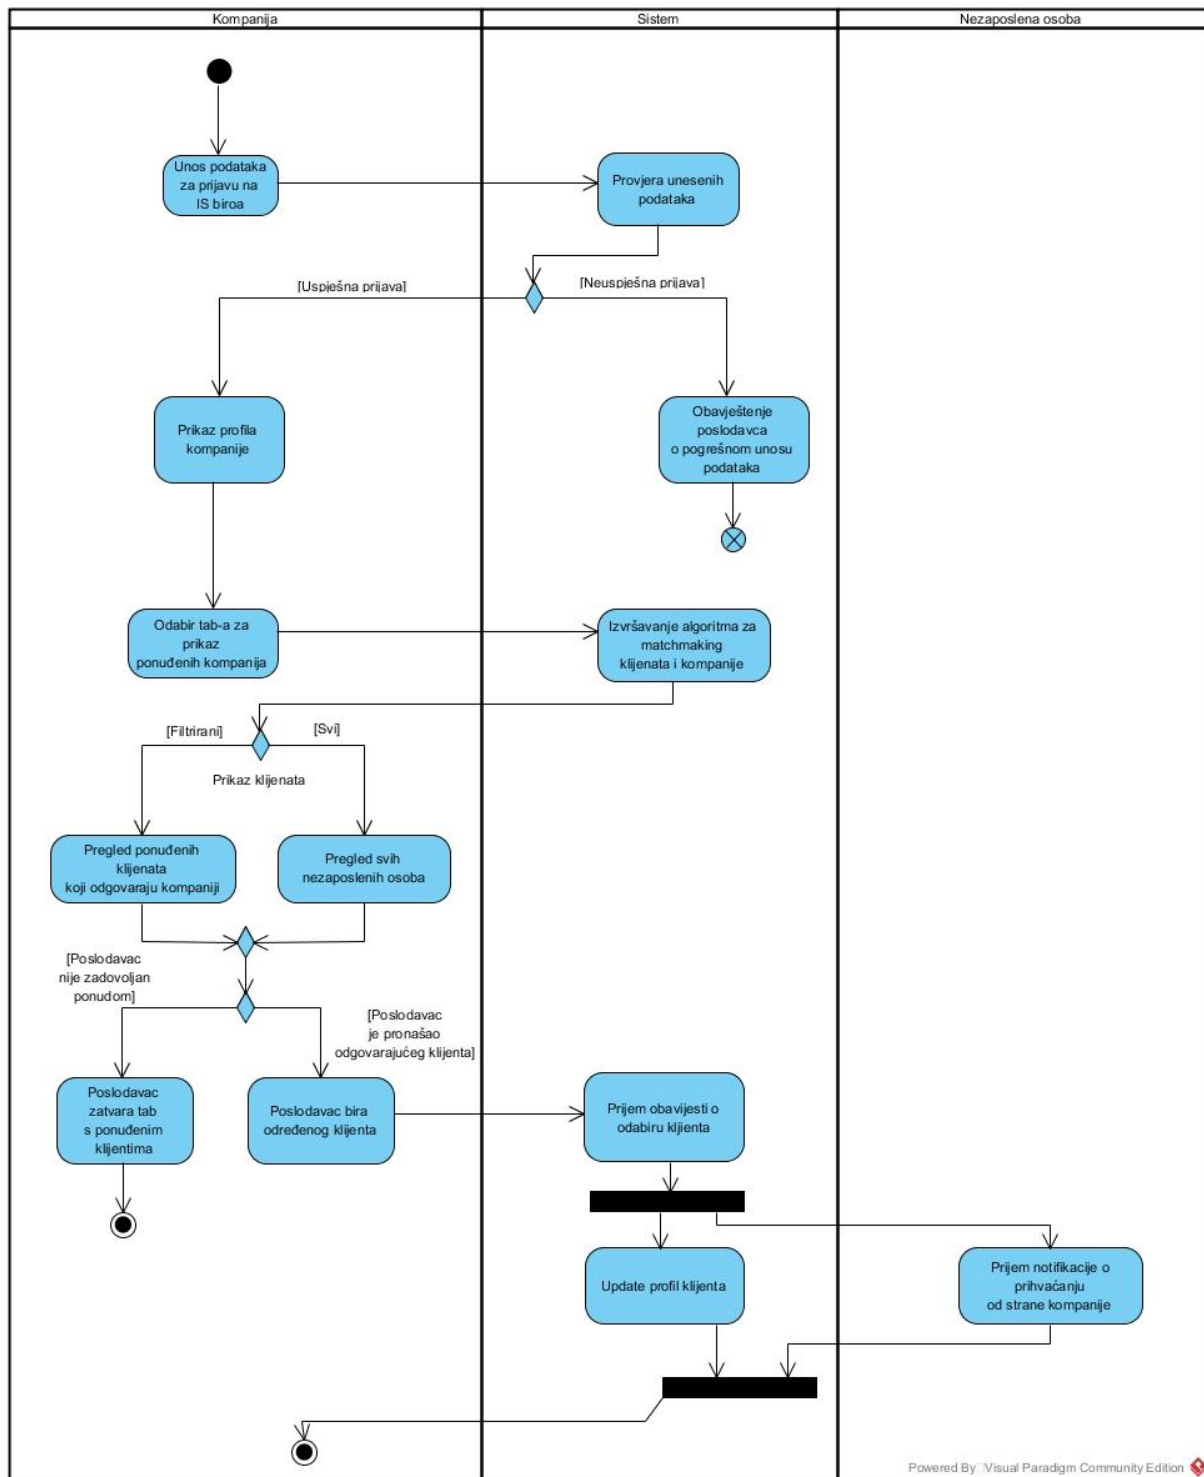 Kompanija
Sistem
Nezaposlena osoba
Unos podataka
za prijavu na
IS biroa
Provjera unesenih
podataka
[Uspješna prijava]
[Neuspješna prijava]
Prikaz profila
kompanije
Obavještenje
poslodavca
o pogrešnom unosu
podataka
Odabir tab-a za
prikaz
ponuđenih kompanija
Izvršavanje algoritma za
matchmaking
klijenata i kompanije
[Filtrirani]
[Svi]
Prikaz klijenata
Pregled ponuđenih
klijenata
koji odgovaraju kompaniji
Pregled svih
nezaposlenih osoba
[Poslodavac
nije zadovoljan
ponudom]
[Poslodavac
je pronašao
odgovarajućeg klijenta]
Poslodavac
zatvara tab
s ponuđenim
klijentima
Poslodavac bira
određenog klijenta
Prijem obavijesti o
odabiru kljienta
Update profil klijenta
Prijem notifikacije o
prihvaćanju
od strane kompanije
Powered By Visual Paradigm Community Edition